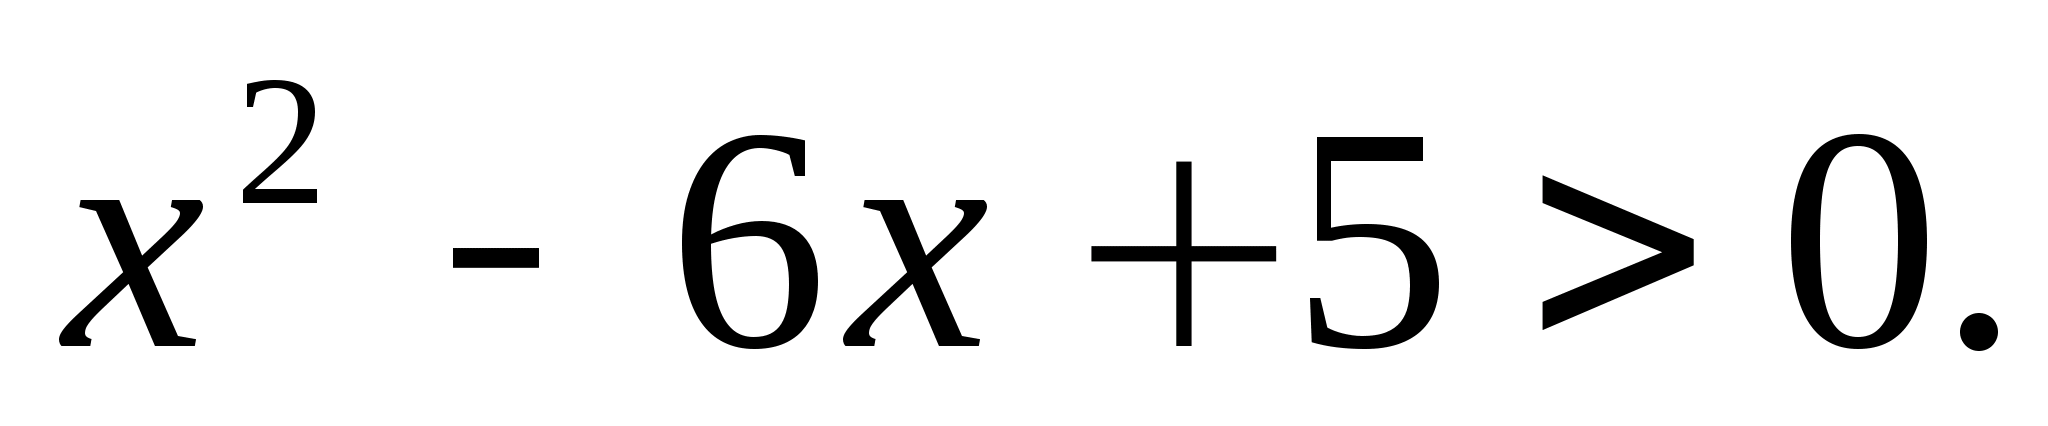 x² - 6x +5 > 0.